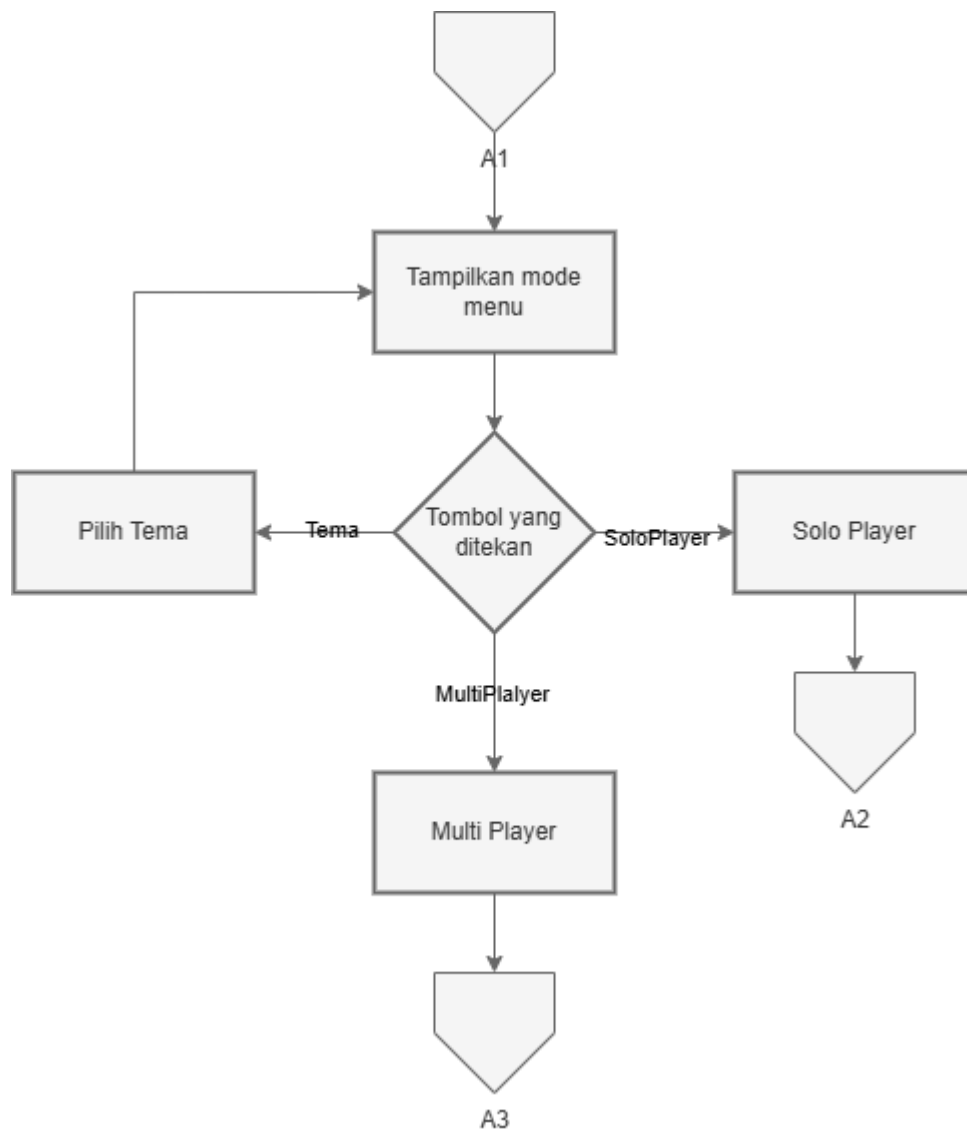 A1
Tampilkan mode
menu
Pilih Tema
Tema
Tombol yang
ditekan
SoloPlayer
Solo Player
MultiPlalyer
A2
Multi Player
A3